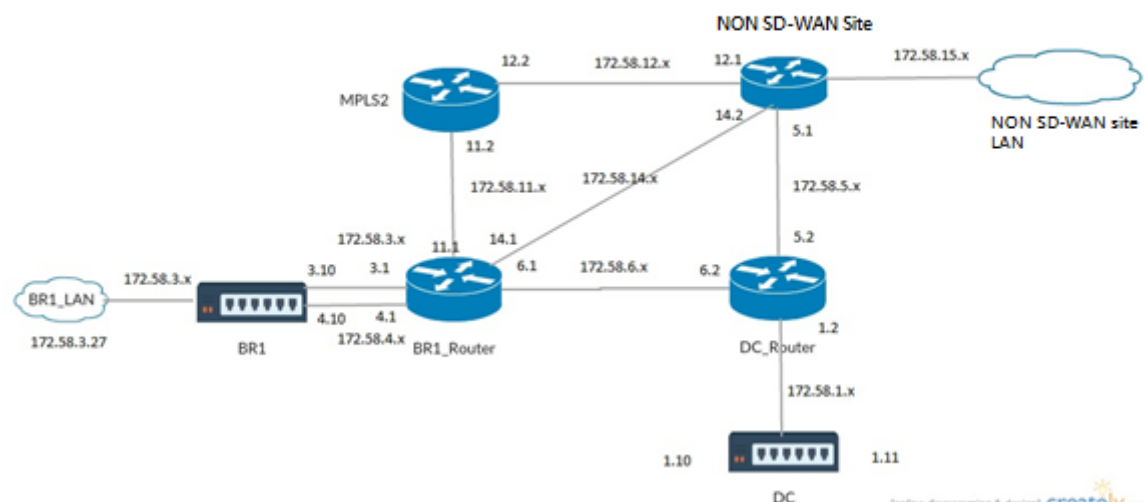 NON SD-WAN Site
12.2
172.58.12.x
12.1
172.58.15.x
MPLS2
14.2
5.1
NON SD-WAN site
LAN
11.2
172.58.11.x
172.58.14.x
172.58.5.x
172.58.3.x
11.1
14.1
5.2
172.58.3.x
3.10
3.1
6.1
172.58.6.x
6.2
BR1_LAN
172.58.3.27
4.10
4.1
172.58.4.x
BR1
BR1_Router
1.2
DC_Router
172.58.1.x
1.10
1.11
DC
creately